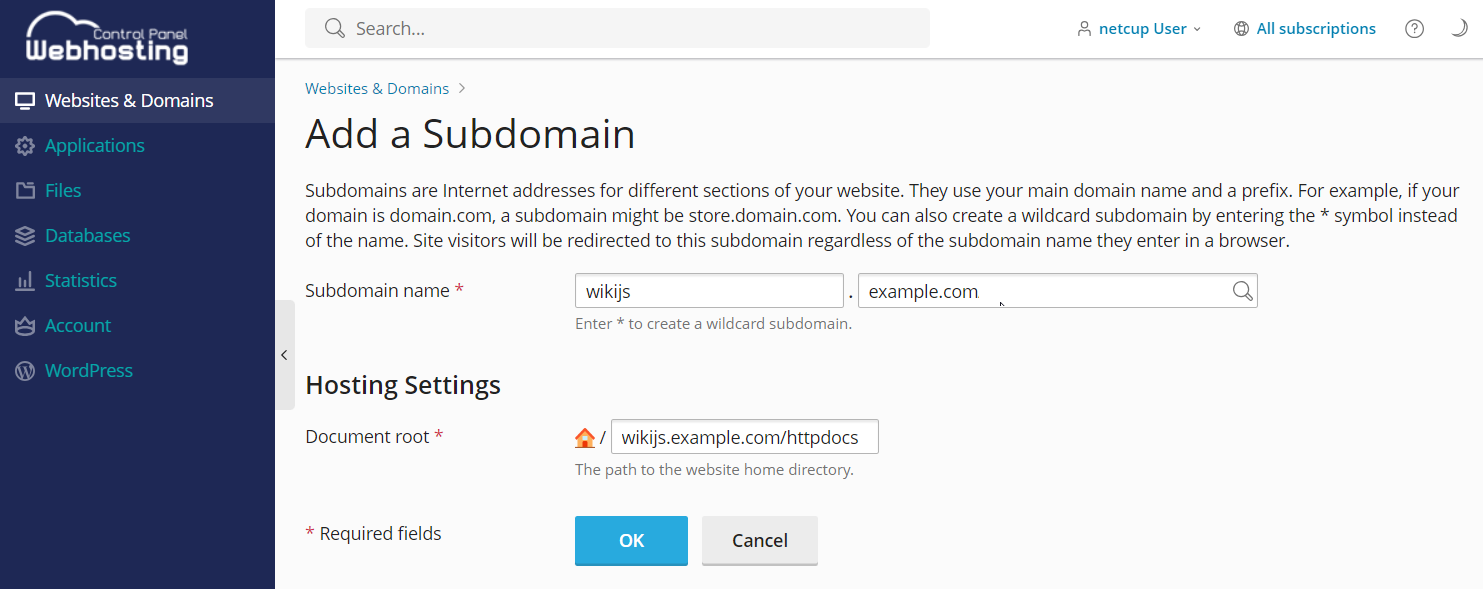 Control Panel
Webhosting
Search...
netcup User
All subscriptions
?
Websites & Domains
Applications
Files
Databases
Statistics
Account
WordPress
Websites & Domains >
Add a Subdomain
Subdomains are Internet addresses for different sections of your website. They use your main domain name and a prefix. For example, if your
domain is domain.com, a subdomain might be store.domain.com. You can also create a wildcard subdomain by entering the * symbol instead
of the name. Site visitors will be redirected to this subdomain regardless of the subdomain name they enter in a browser.
Subdomain name * wikijs . example.com
Enter * to create a wildcard subdomain.
Hosting Settings
Document root * / wikijs.example.com/httpdocs
The path to the website home directory.
* Required fields OK Cancel